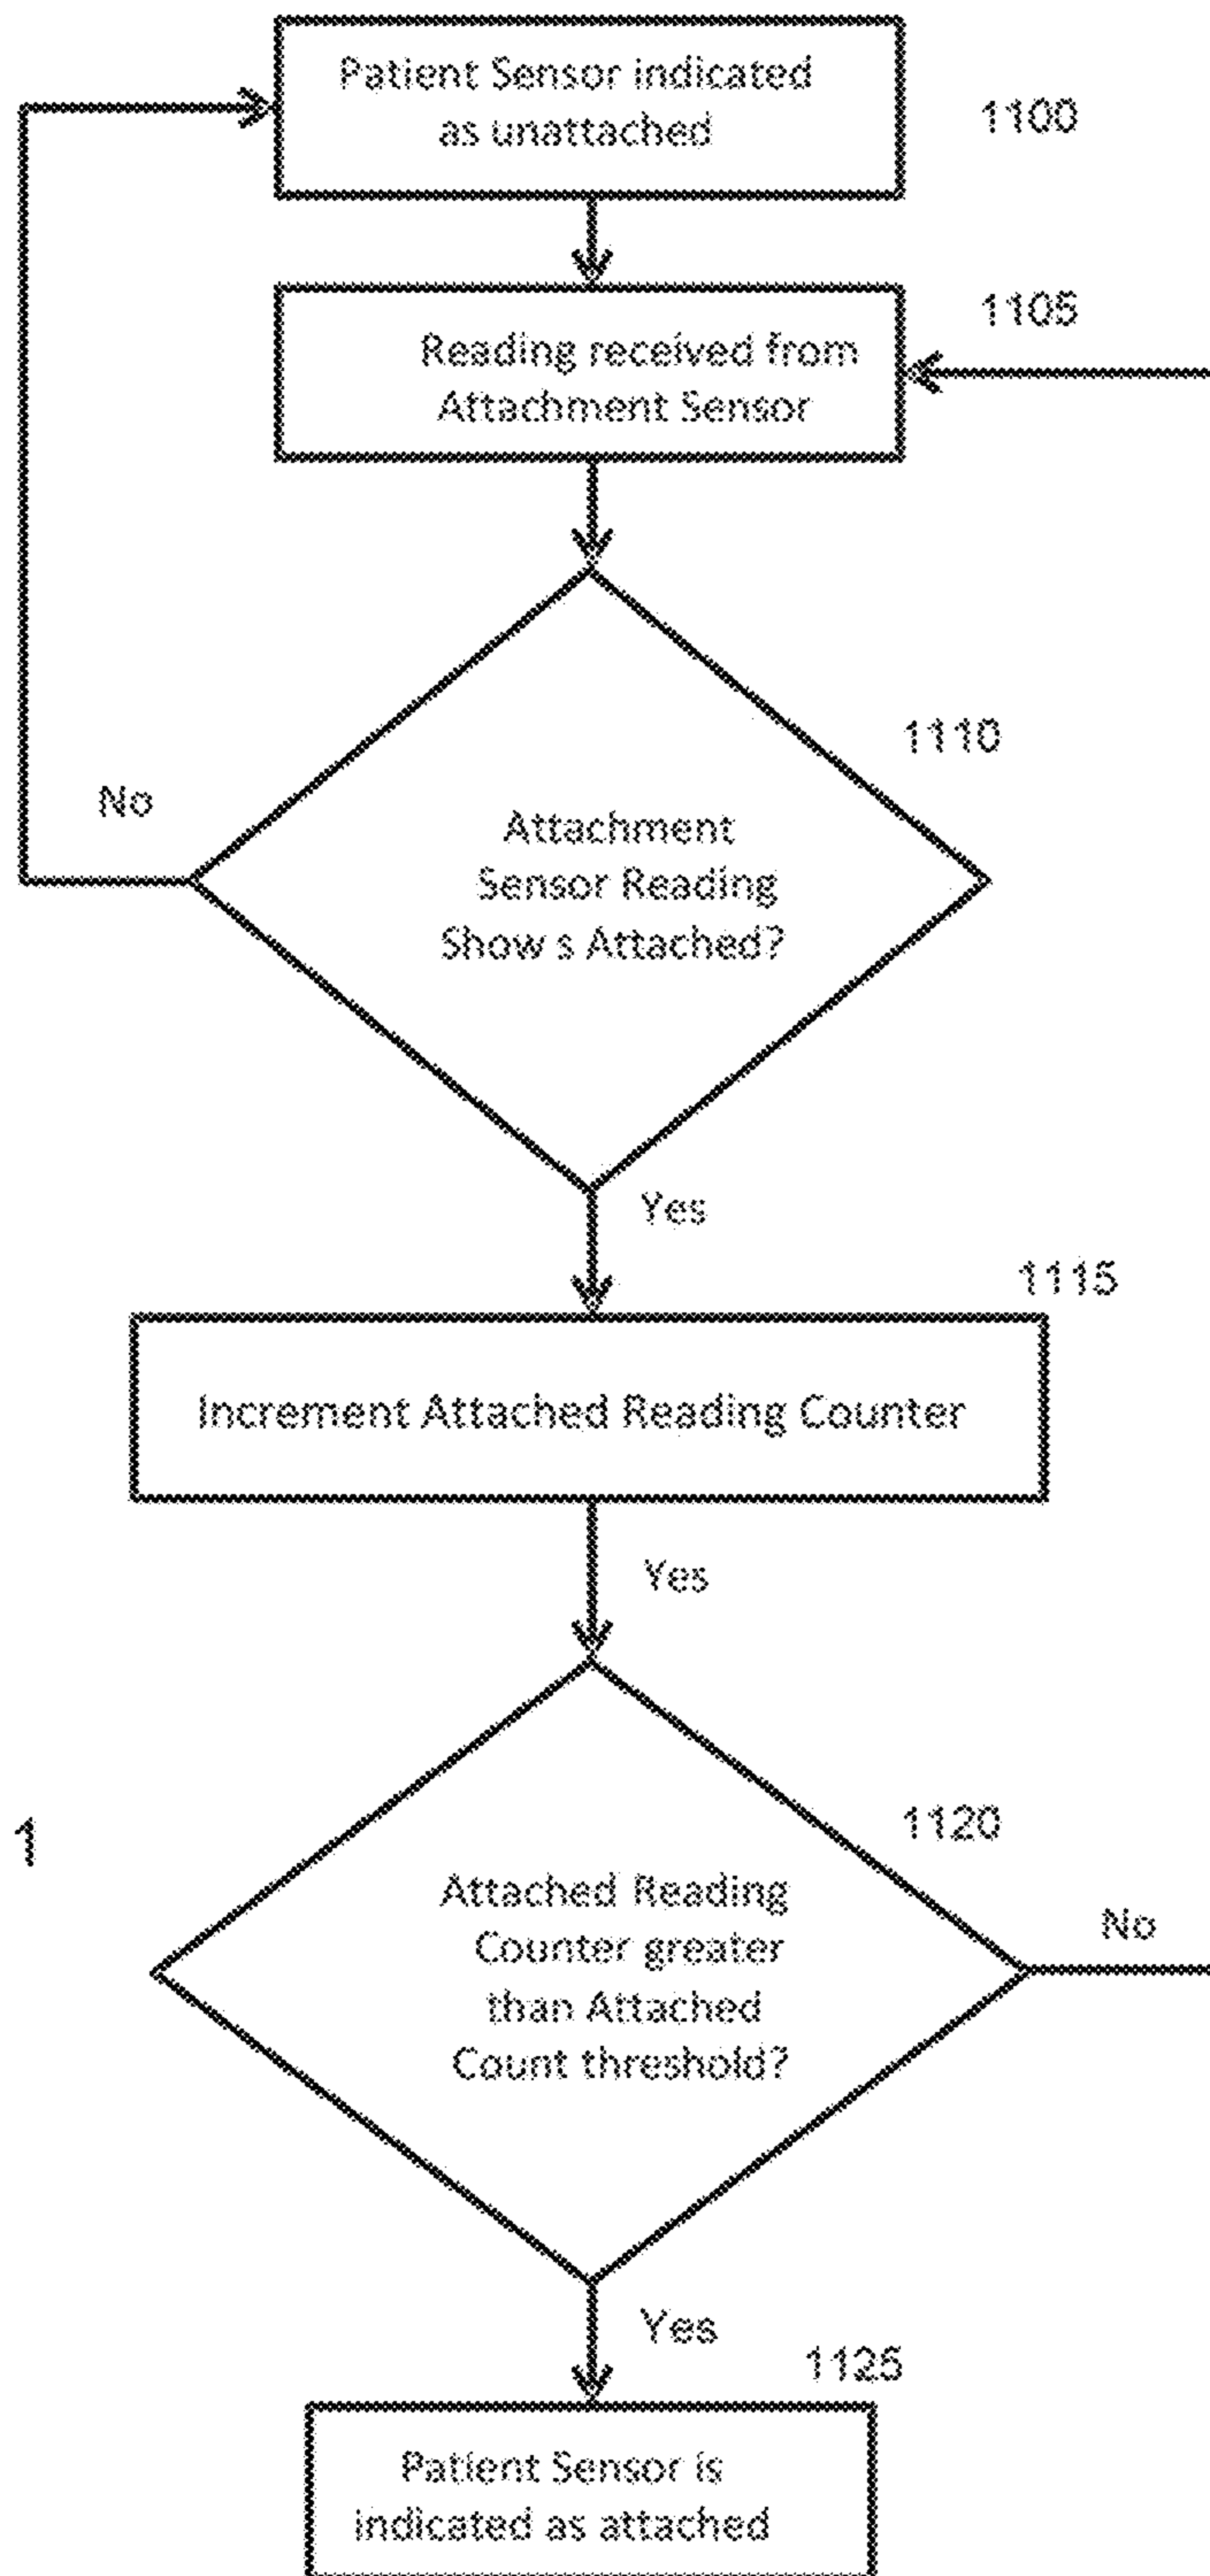 Patient Sensor indicated
as unattached
1100
1105
Reading received from
Attachment Sensor
1110
No
Attachment
Sensor Reading
Show s Attached?
Yes
1115
Increment Attached Reading Counter
Yes
1
1120
Attached Reading
Counter greater
than Attached
Count threshold?
No
Yes
1125
Patient Sensor is
indicated as attached